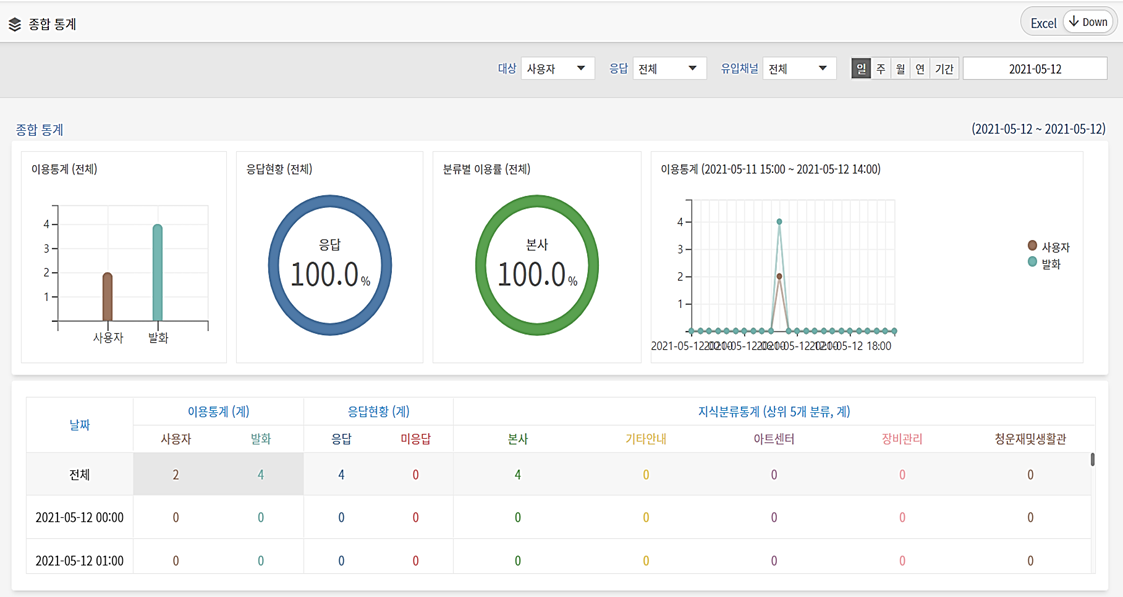 종합 통계
Excel Down
대상 사용자 응답 전체 유입채널 전체 일 주 월 연 기간 2021-05-12
종합 통계
(2021-05-12 ~ 2021-05-12)
이용통계 (전체)
4
3
2
1
사용자 발화
응답현황 (전체)
응답
100.0%
분류별 이용률 (전체)
본사
100.0%
이용통계 (2021-05-11 15:00 ~ 2021-05-12 14:00)
4
3
2
1
2021-05-12 18:00
사용자
발화
날짜 이용통계 (계) 응답현황 (계) 지식분류통계 (상위 5개 분류, 계)
사용자 발화 응답 미응답 본사 기타안내 아트센터 장비관리 청운재및생활관
전체 2 4 4 0 4 0 0 0 0
2021-05-12 00:00 0 0 0 0 0 0 0 0 0
2021-05-12 01:00 0 0 0 0 0 0 0 0 0